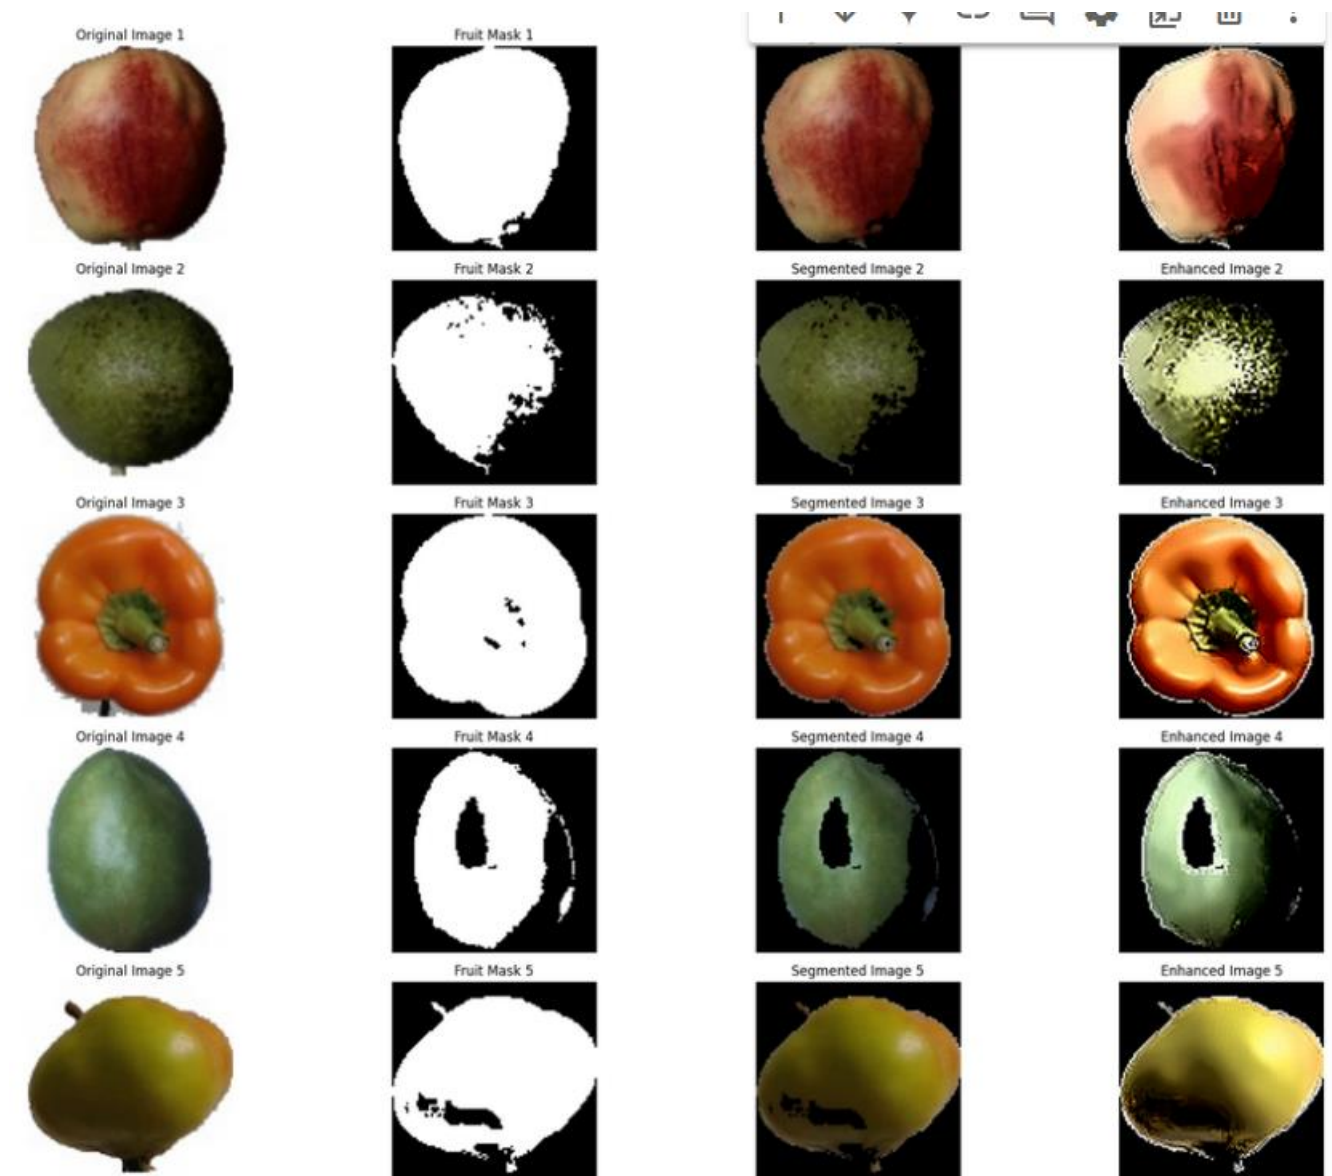 Original Image 1
Fruit Mask 1
Original Image 2
Fruit Mask 2
Segmented Image 2
Enhanced Image 2
Original Image 3
Fruit Mask 3
Segmented Image 3
Enhanced Image 3
Original Image 4
Fruit Mask 4
Segmented Image 4
Enhanced Image 4
Original Image 5
Fruit Mask 5
Segmented Image 5
Enhanced Image 5